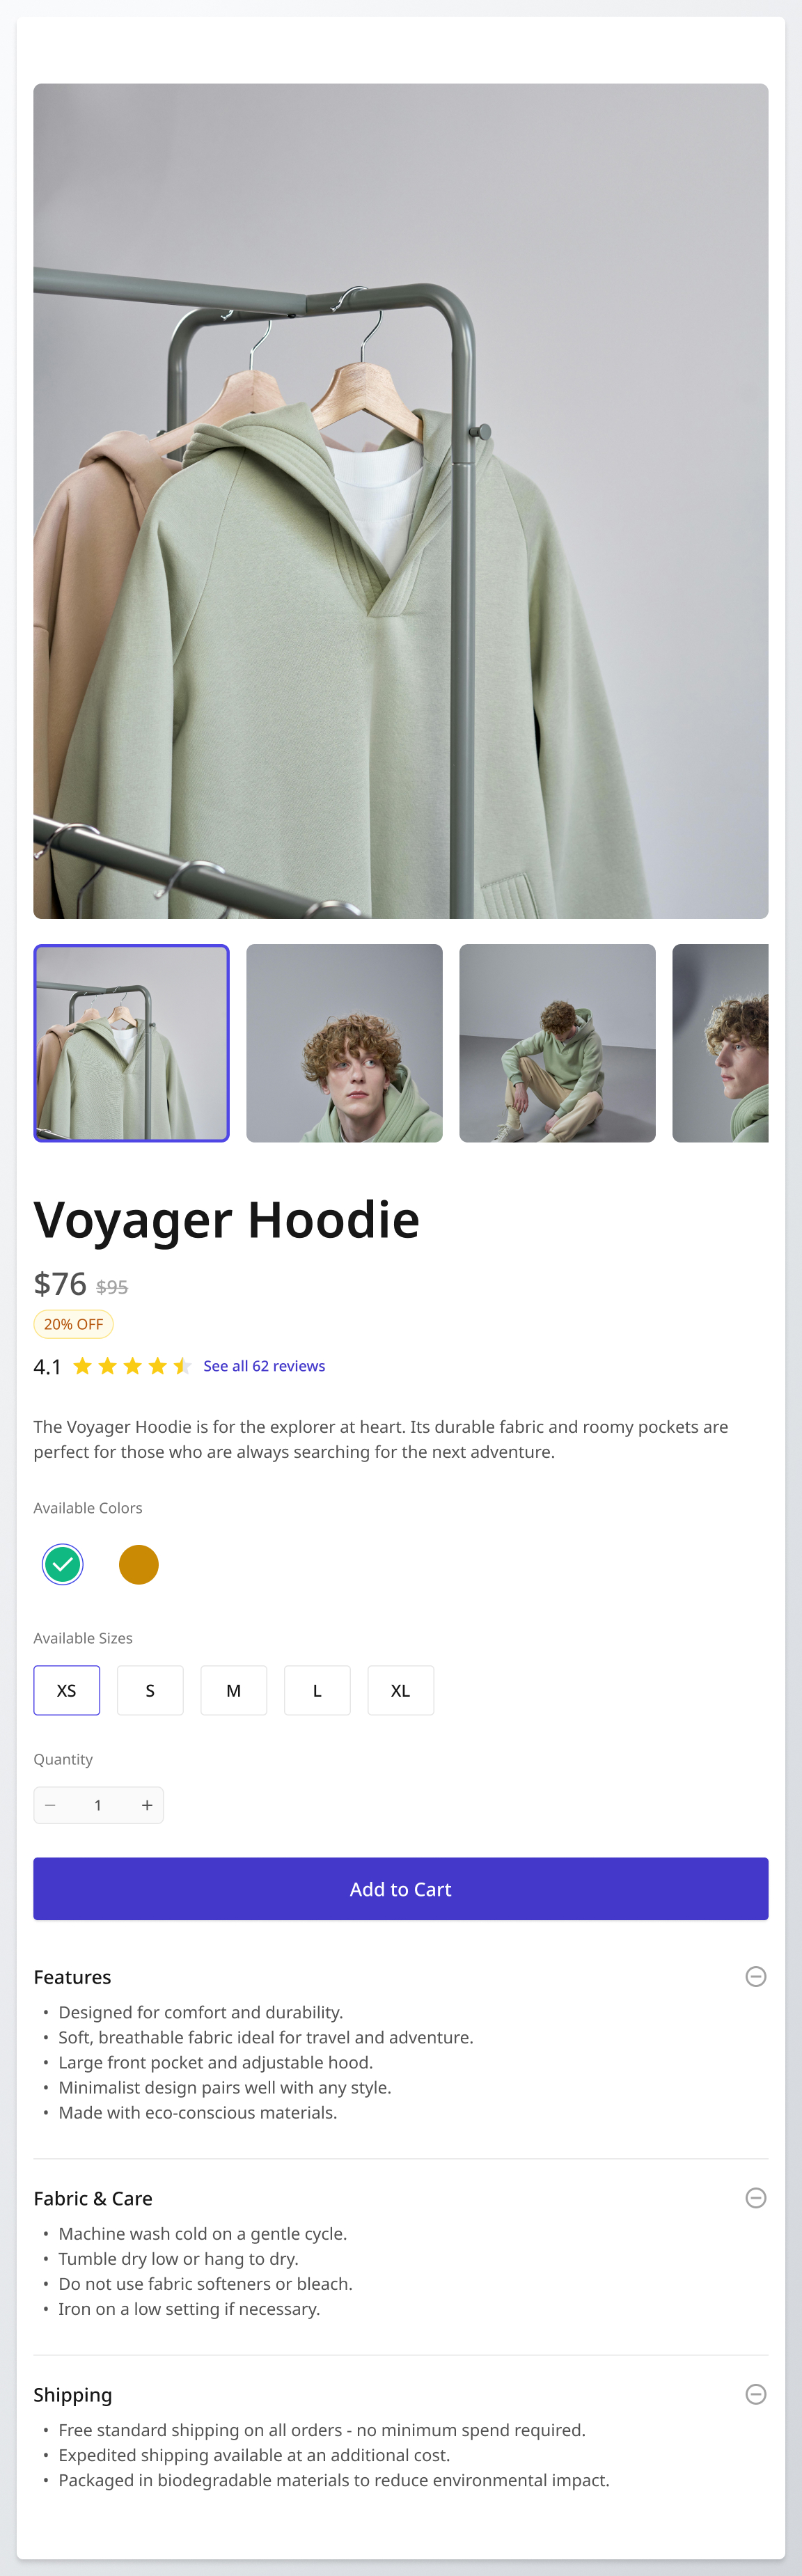 Voyager Hoodie
$76 $95
20% OFF
4.1 See all 62 reviews
The Voyager Hoodie is for the explorer at heart. Its durable fabric and roomy pockets are
perfect for those who are always searching for the next adventure.
Available Colors
Available Sizes
XS S M L XL
Quantity
− 1 +
Add to Cart
Features
• Designed for comfort and durability.
• Soft, breathable fabric ideal for travel and adventure.
• Large front pocket and adjustable hood.
• Minimalist design pairs well with any style.
• Made with eco-conscious materials.
Fabric & Care
• Machine wash cold on a gentle cycle.
• Tumble dry low or hang to dry.
• Do not use fabric softeners or bleach.
• Iron on a low setting if necessary.
Shipping
• Free standard shipping on all orders - no minimum spend required.
• Expedited shipping available at an additional cost.
• Packaged in biodegradable materials to reduce environmental impact.